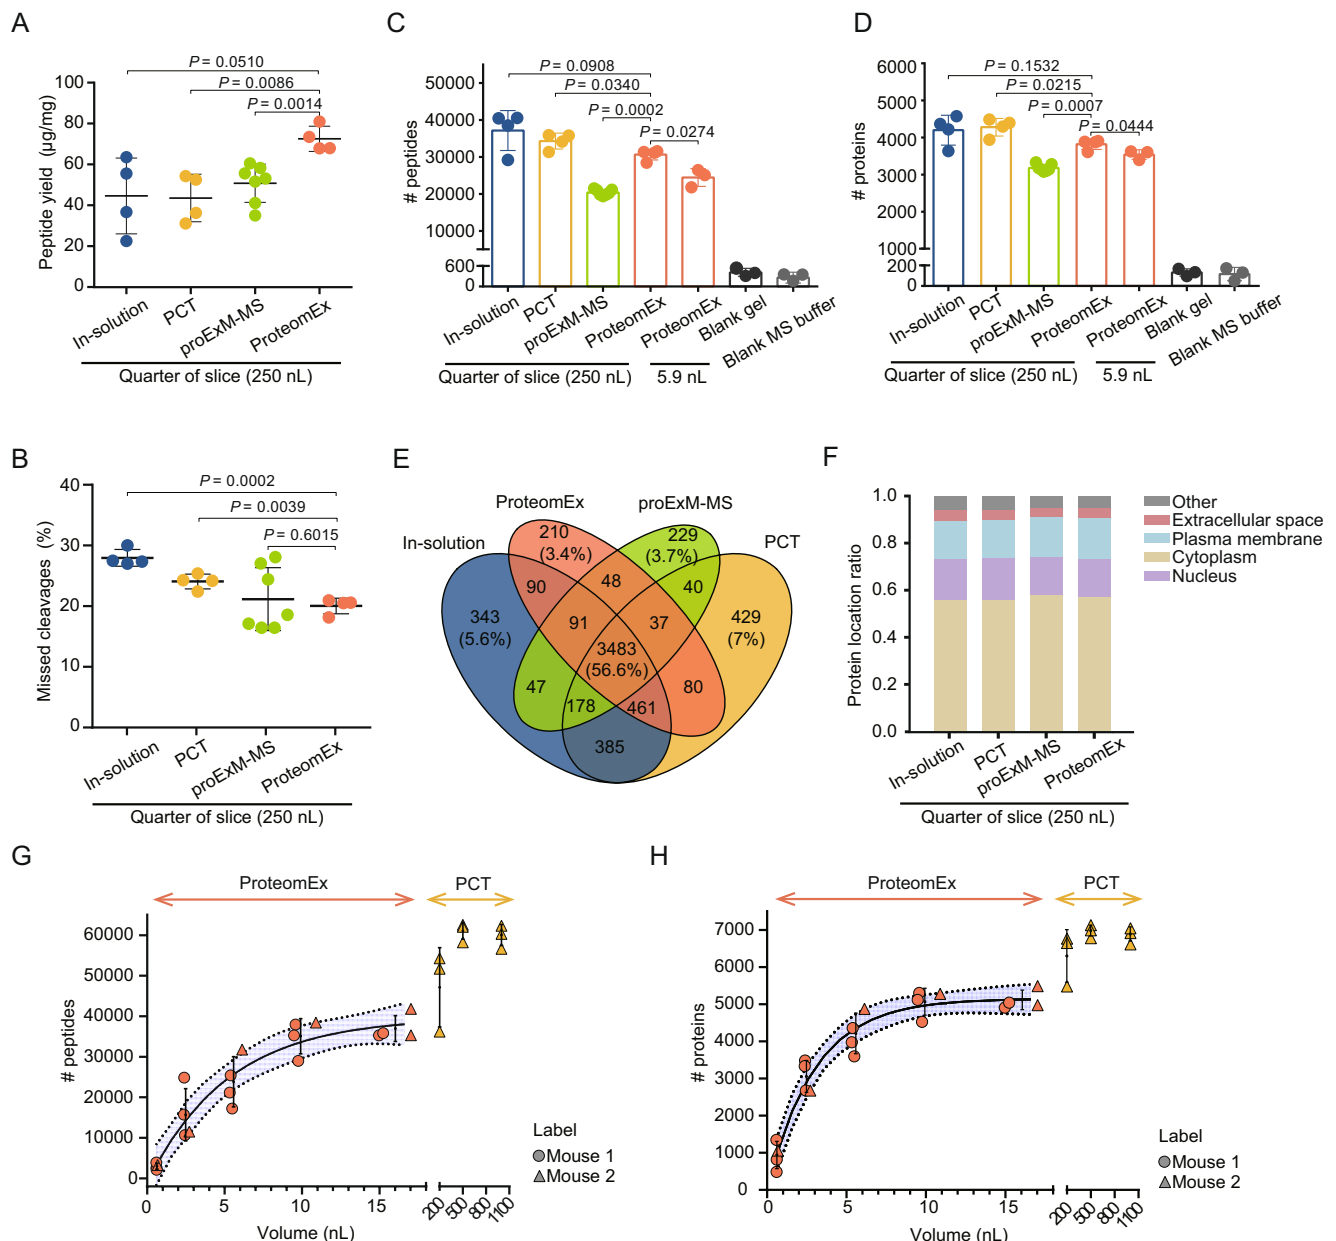 A
P = 0.0510
P = 0.0086
P = 0.0014
Peptide yield (µg/mg)
100
80
60
40
20
0
In-solution
PCT
proExM-MS
ProteomEx
Quarter of slice (250 nL)
C
P = 0.0908
P = 0.0340
P = 0.0002
P = 0.0274
# peptides
50000
40000
30000
20000
10000
600
0
In-solution
PCT
proExM-MS
ProteomEx
ProteomEx
Blank gel
Blank MS buffer
Quarter of slice (250 nL)
5.9 nL
D
P = 0.1532
P = 0.0215
P = 0.0007
P = 0.0444
# proteins
6000
5000
4000
3000
2000
1000
200
0
In-solution
PCT
proExM-MS
ProteomEx
ProteomEx
Blank gel
Blank MS buffer
Quarter of slice (250 nL)
5.9 nL
B
P = 0.0002
P = 0.0039
P = 0.6015
Missed cleavages (%)
40
30
20
10
0
In-solution
PCT
proExM-MS
ProteomEx
Quarter of slice (250 nL)
E
ProteomEx
proExM-MS
In-solution
PCT
210
(3.4%)
229
(3.7%)
90
48
40
343
(5.6%)
91
37
429
(7%)
3483
(56.6%)
47
80
178
461
385
F
Protein location ratio
1.0
0.8
0.6
0.4
0.2
0.0
Other
Extracellular space
Plasma membrane
Cytoplasm
Nucleus
In-solution
PCT
proExM-MS
ProteomEx
Quarter of slice (250 nL)
G
ProteomEx
PCT
# peptides
60000
50000
40000
30000
20000
10000
0
0
5
10
15
200
500
800
1100
Volume (nL)
Label
Mouse 1
Mouse 2
H
ProteomEx
PCT
# proteins
7000
6000
5000
4000
3000
2000
1000
0
0
5
10
15
200
500
800
1100
Volume (nL)
Label
Mouse 1
Mouse 2